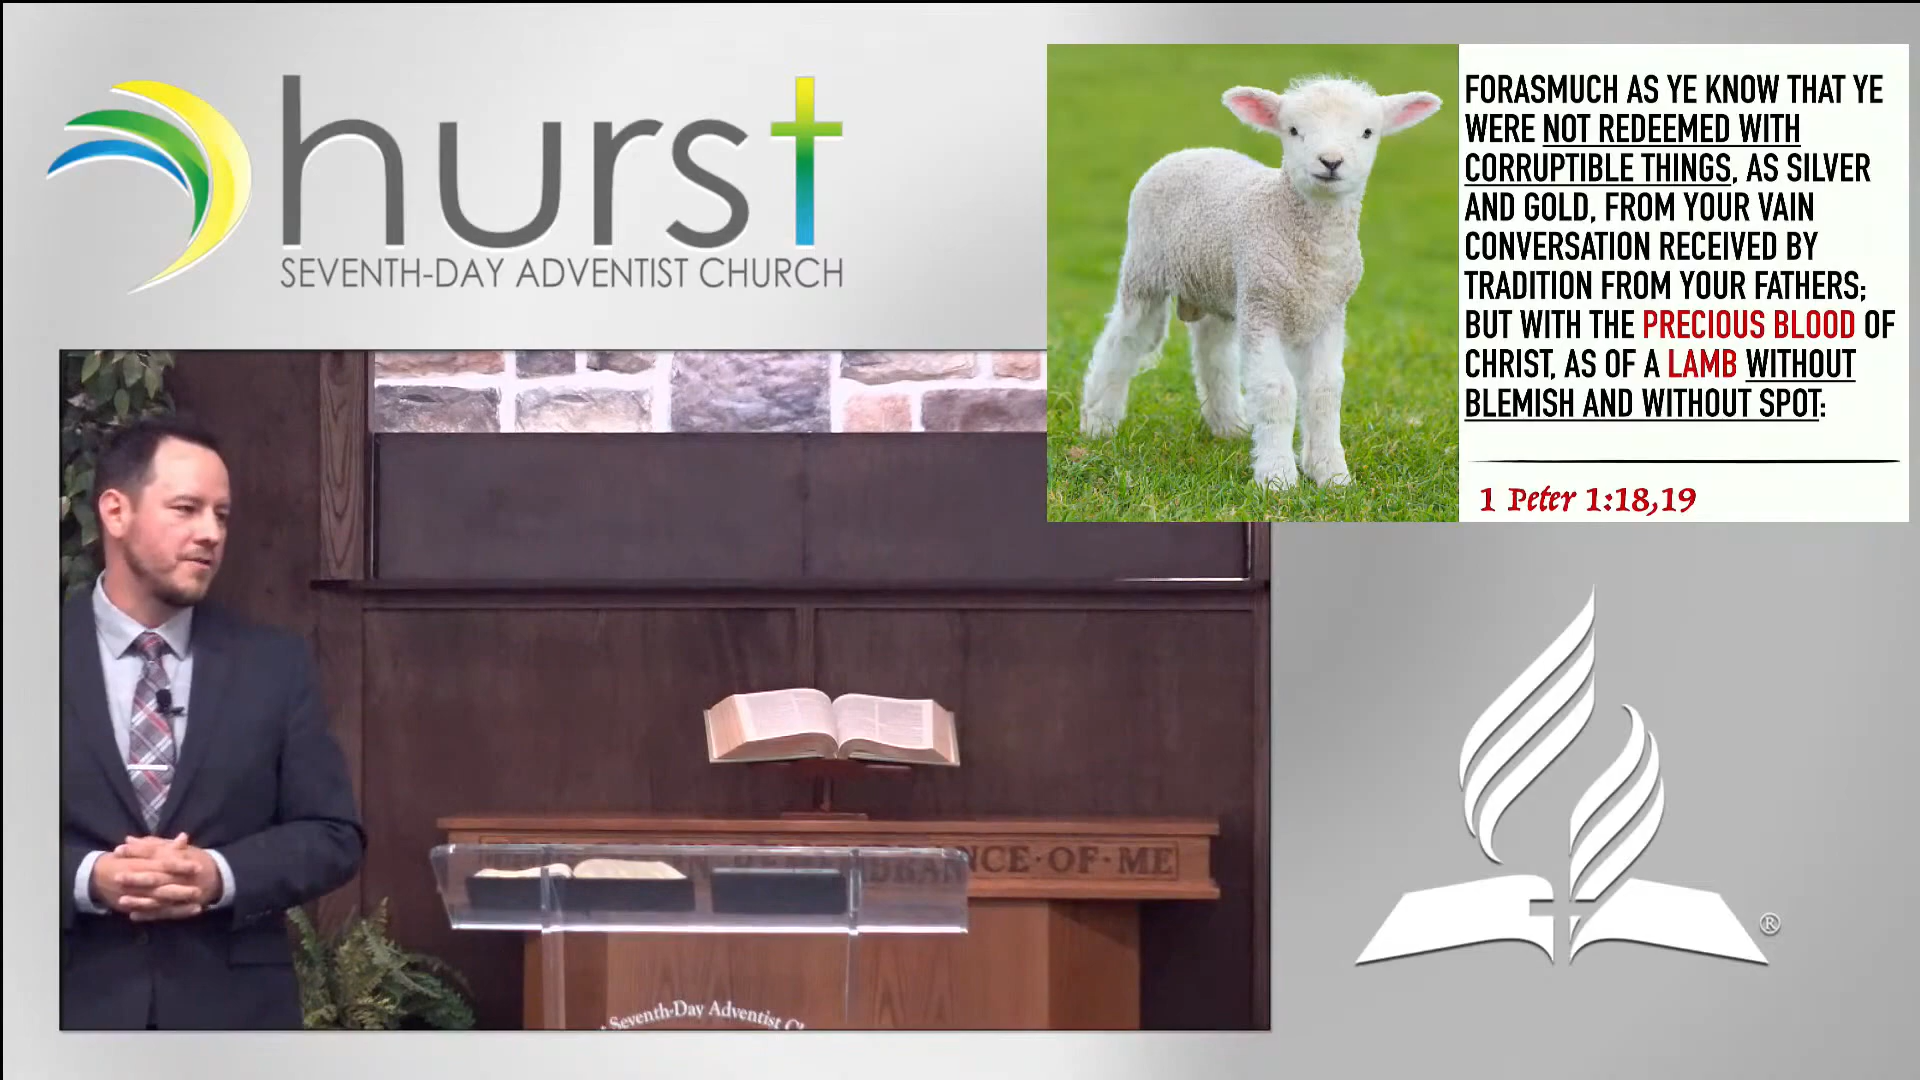 hurst
SEVENTH-DAY ADVENTIST CHURCH
FORASMUCH AS YE KNOW THAT YE
WERE NOT REDEEMED WITH
CORRUPTIBLE THINGS, AS SILVER
AND GOLD, FROM YOUR VAIN
CONVERSATION RECEIVED BY
TRADITION FROM YOUR FATHERS;
BUT WITH THE PRECIOUS BLOOD OF
CHRIST, AS OF A LAMB WITHOUT
BLEMISH AND WITHOUT SPOT:
1 Peter 1:18,19
NCE·OF·ME
Seventh-Day Adventist
®